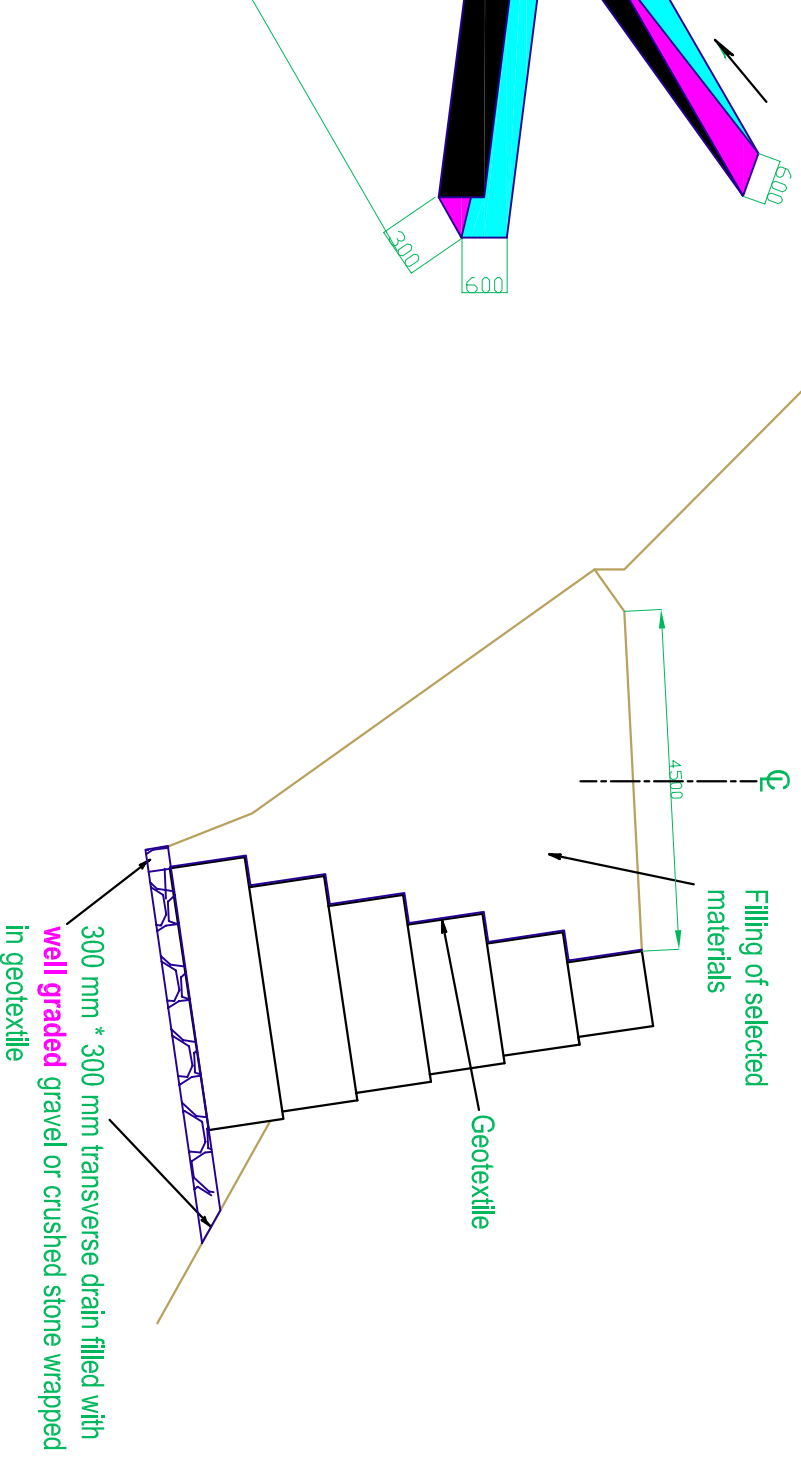 600
300
600
℄
4500
Filling of selected
materials
Geotextile
300 mm * 300 mm transverse drain filled with
well graded gravel or crushed stone wrapped
in geotextile